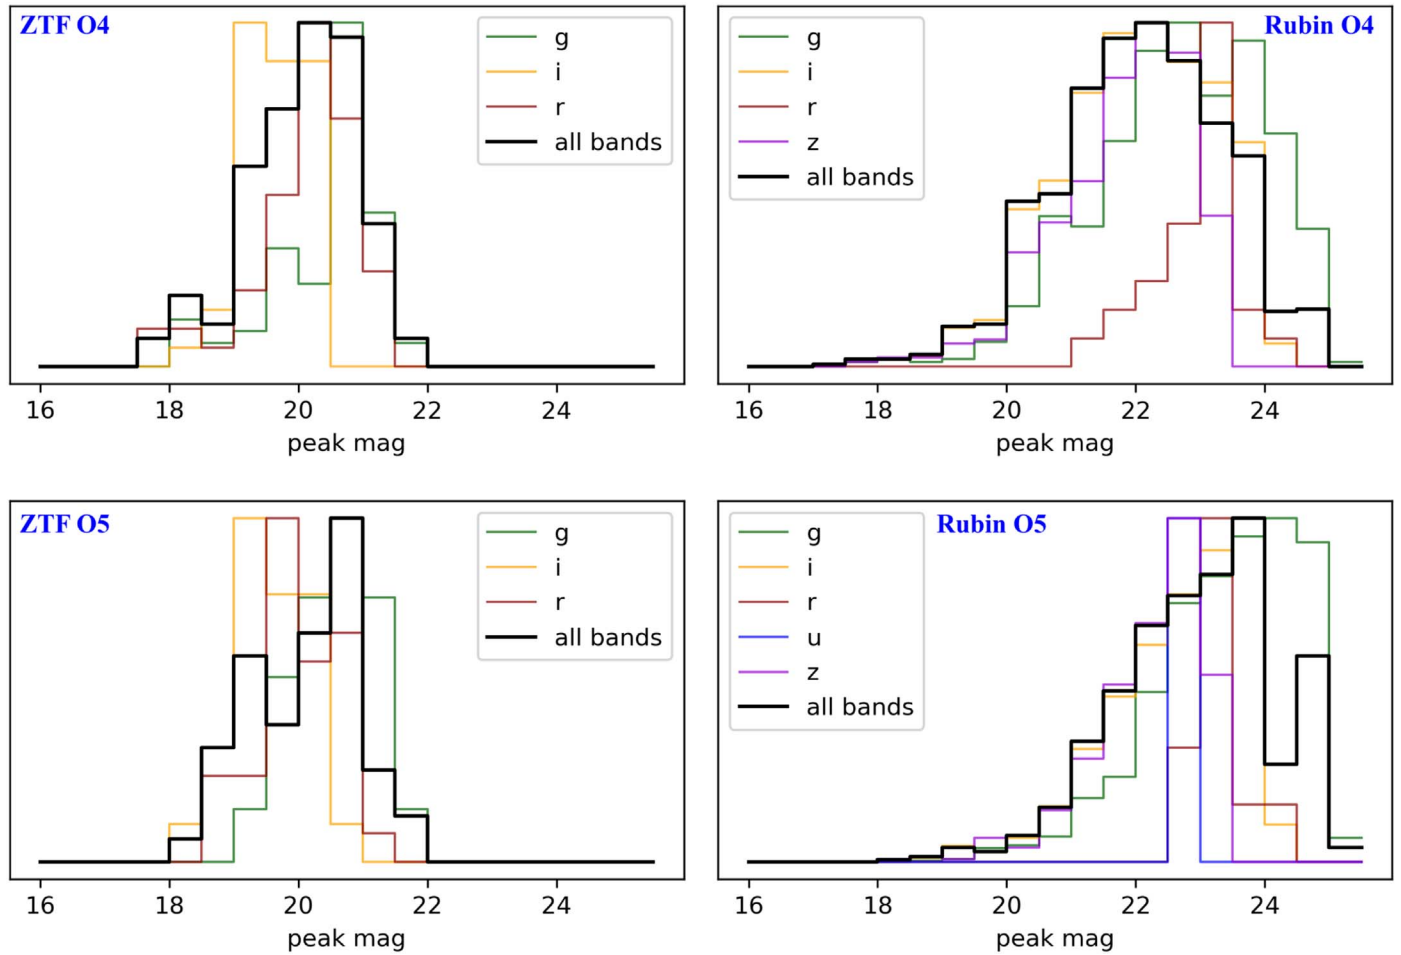 ZTF O4
g
i
r
all bands
16 18 20 22 24
peak mag
Rubin O4
g
i
r
z
all bands
16 18 20 22 24
peak mag
ZTF O5
g
i
r
all bands
16 18 20 22 24
peak mag
Rubin O5
g
i
r
u
z
all bands
16 18 20 22 24
peak mag